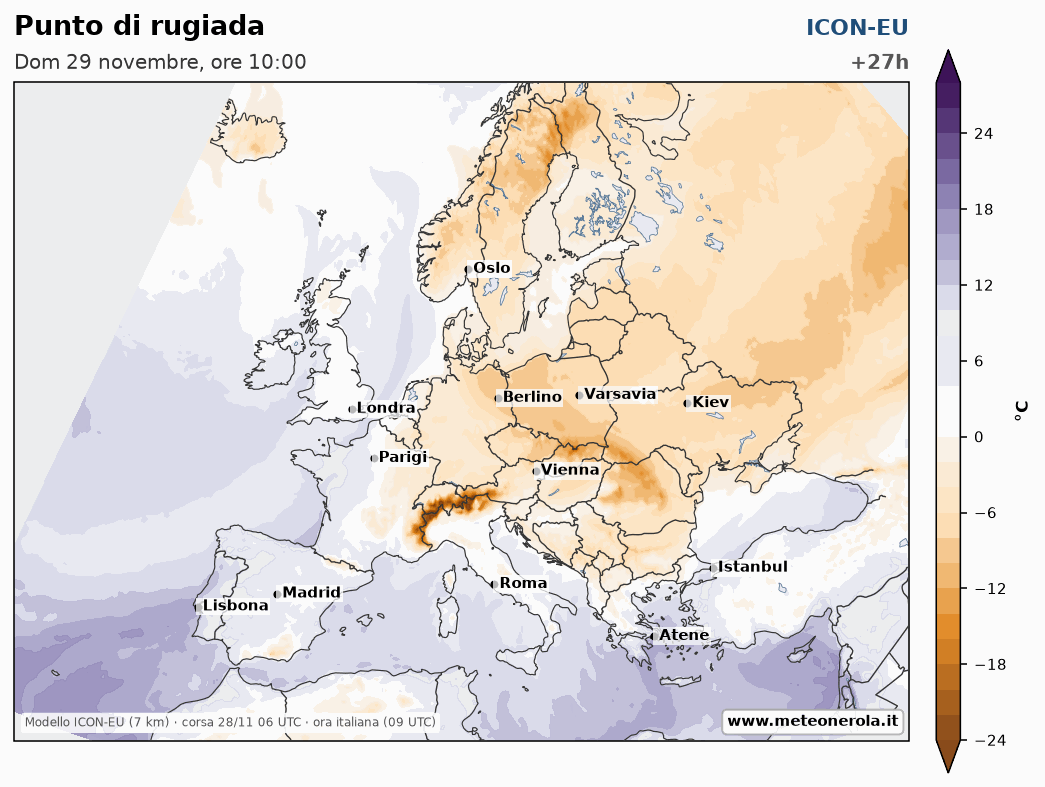 Punto di rugiada
ICON-EU
Dom 29 novembre, ore 10:00
+27h
24
18
12
6
0
−6
−12
−18
−24
°C
Oslo
Berlino
Varsavia
Kiev
Londra
Parigi
Vienna
Istanbul
Roma
Madrid
Lisbona
Atene
Modello ICON-EU (7 km) · corsa 28/11 06 UTC · ora italiana (09 UTC)
www.meteonerola.it